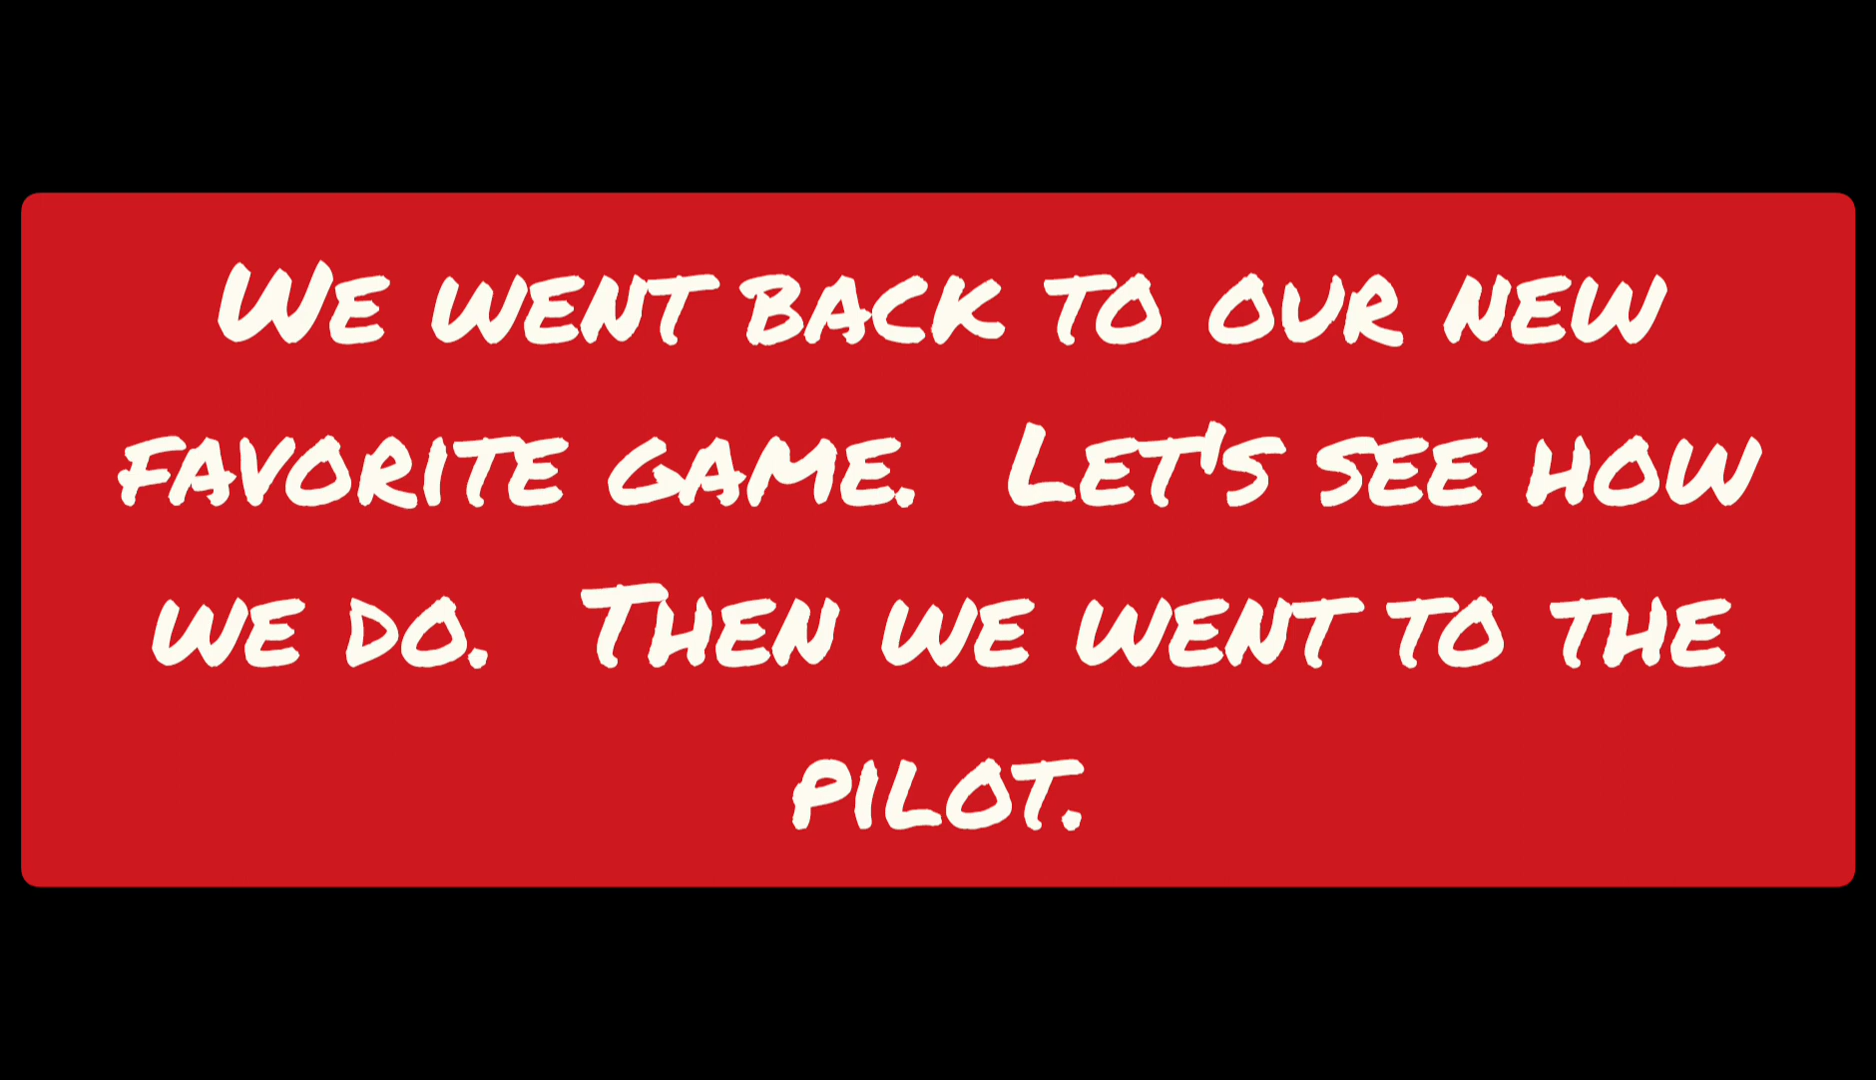 We went back to our new
favorite game.  Let's see how
we do.  Then we went to the
pilot.